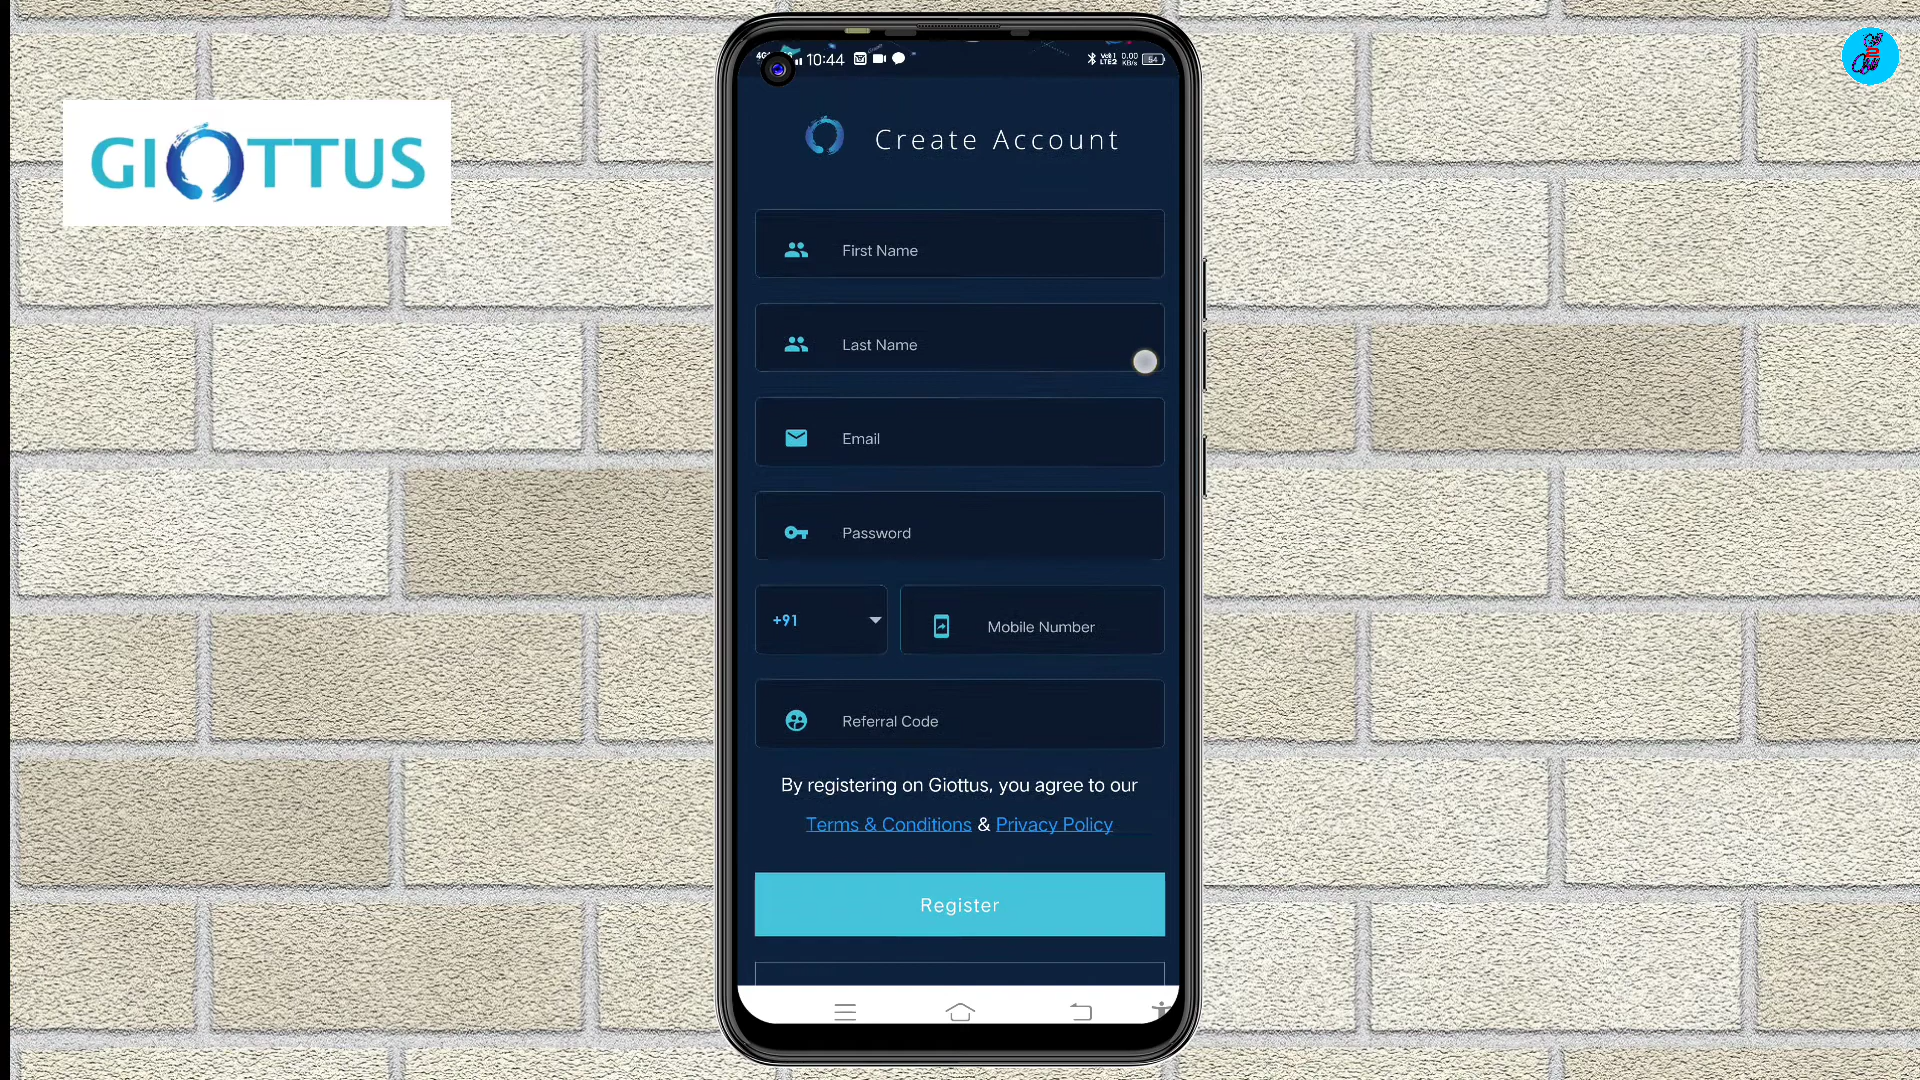 GIOTTUS
10:44
54
Create Account
First Name
Last Name
Email
Password
+91
Mobile Number
Referral Code
By registering on Giottus, you agree to our
Terms & Conditions & Privacy Policy
Register